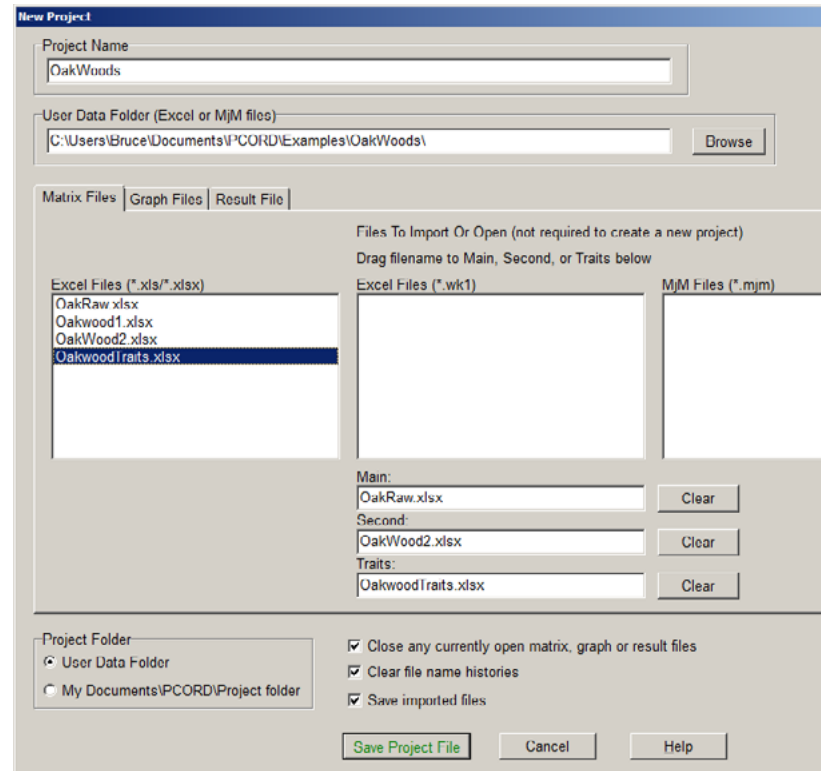 New Project
Project Name
OakWoods
User Data Folder (Excel or MjM files)
C:\Users\Bruce\Documents\PCORD\Examples\OakWoods\
Browse
Matrix Files Graph Files Result File
Files To Import Or Open (not required to create a new project)
Drag filename to Main, Second, or Traits below
Excel Files (*.xls/*.xlsx) Excel Files (*.wk1) MjM Files (*.mjm)
OakRaw.xlsx
Oakwood1.xlsx
OakWood2.xlsx
OakwoodTraits.xlsx
Main:
OakRaw.xlsx Clear
Second:
OakWood2.xlsx Clear
Traits:
OakwoodTraits.xlsx Clear
Project Folder
User Data Folder
My Documents\PCORD\Project folder
Close any currently open matrix, graph or result files
Clear file name histories
Save imported files
Save Project File Cancel Help